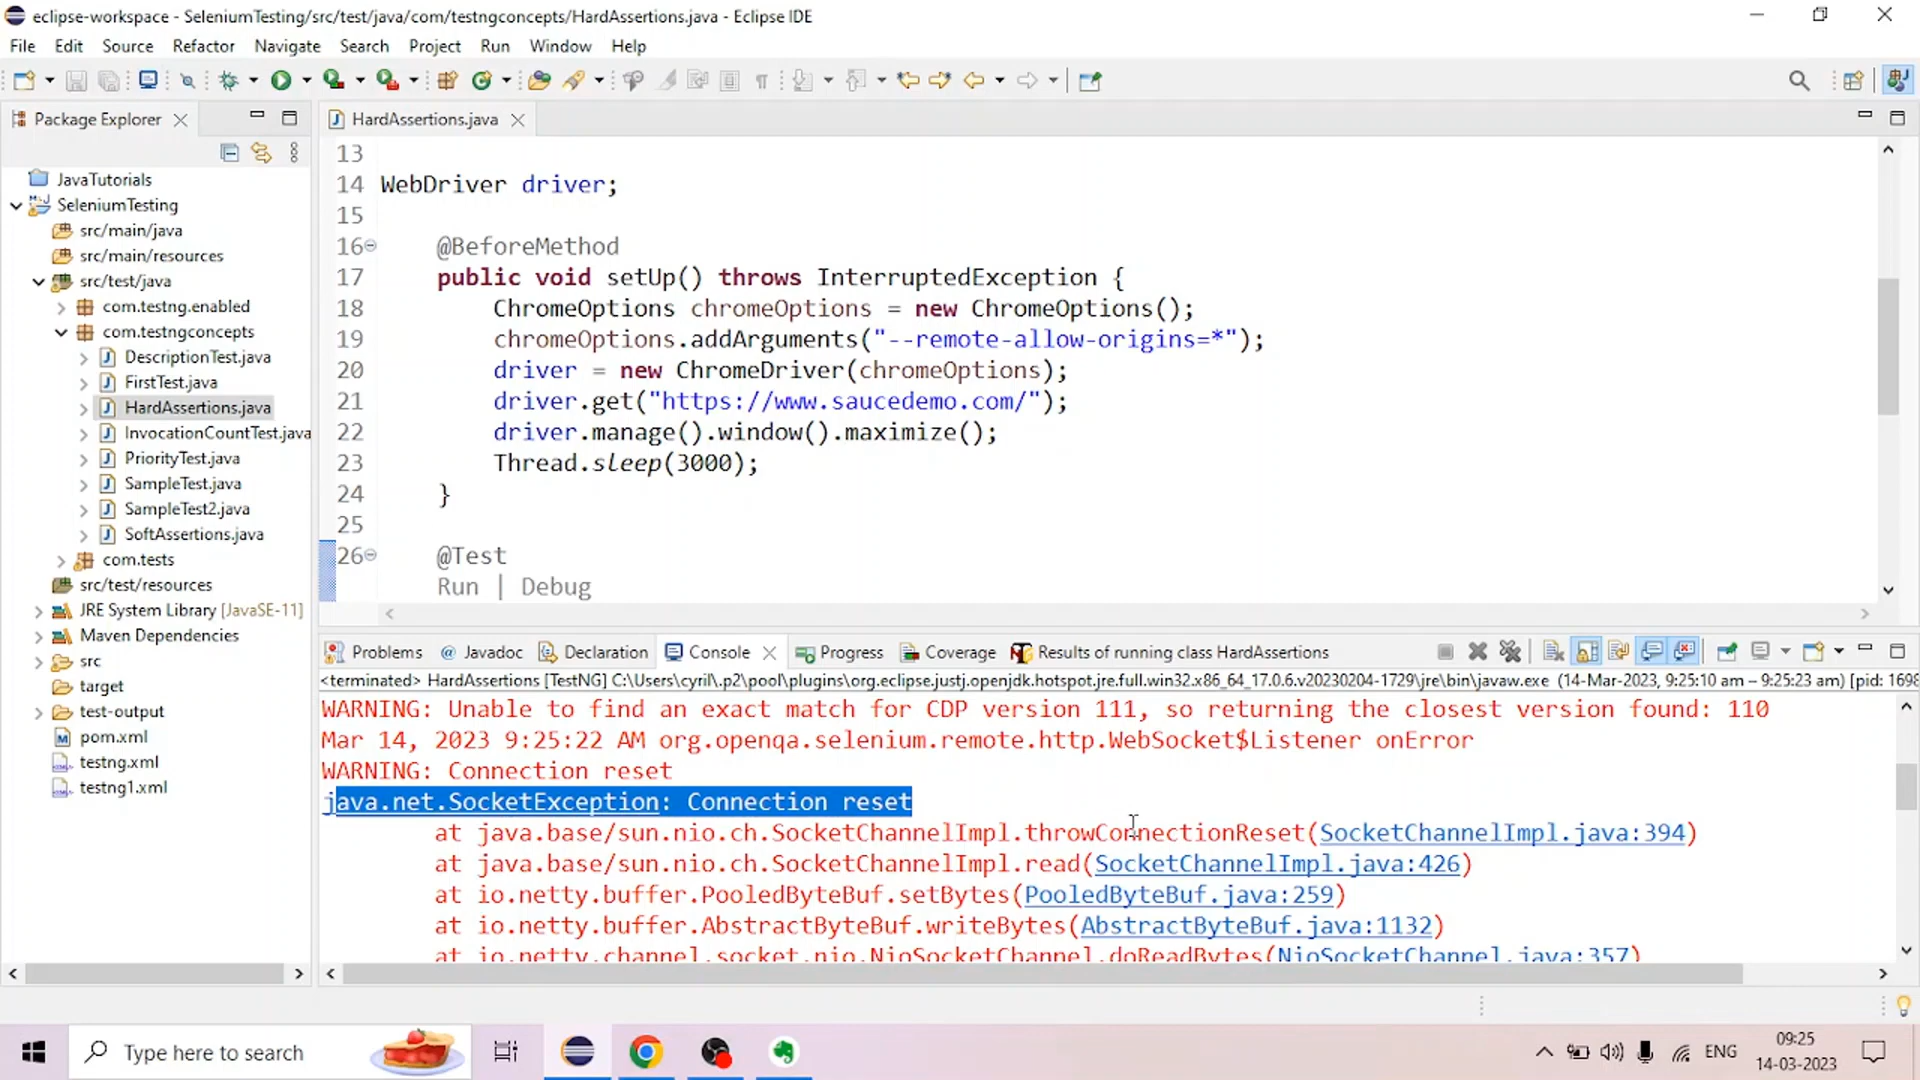 eclipse-workspace - SeleniumTesting/src/test/java/com/testngconcepts/HardAssertions.java - Eclipse IDE
File Edit Source Refactor Navigate Search Project Run Window Help
Package Explorer
HardAssertions.java
JavaTutorials
SeleniumTesting
src/main/java
src/main/resources
src/test/java
com.testng.enabled
com.testngconcepts
DescriptionTest.java
FirstTest.java
HardAssertions.java
InvocationCountTest.java
PriorityTest.java
SampleTest.java
SampleTest2.java
SoftAssertions.java
com.tests
src/test/resources
JRE System Library [JavaSE-11]
Maven Dependencies
src
target
test-output
pom.xml
testng.xml
testng1.xml
13
14 WebDriver driver;
15
16 @BeforeMethod
17 public void setUp() throws InterruptedException {
18 ChromeOptions chromeOptions = new ChromeOptions();
19 chromeOptions.addArguments("--remote-allow-origins=*");
20 driver = new ChromeDriver(chromeOptions);
21 driver.get("https://www.saucedemo.com/");
22 driver.manage().window().maximize();
23 Thread.sleep(3000);
24 }
25
26 @Test
Run | Debug
Problems Javadoc Declaration Console Progress Coverage Results of running class HardAssertions
<terminated> HardAssertions [TestNG] C:\Users\cyril\.p2\pool\plugins\org.eclipse.justj.openjdk.hotspot.jre.full.win32.x86_64_17.0.6.v20230204-1729\jre\bin\javaw.exe (14-Mar-2023, 9:25:10 am – 9:25:23 am) [pid: 1698
WARNING: Unable to find an exact match for CDP version 111, so returning the closest version found: 110
Mar 14, 2023 9:25:22 AM org.openqa.selenium.remote.http.WebSocket$Listener onError
WARNING: Connection reset
java.net.SocketException: Connection reset
at java.base/sun.nio.ch.SocketChannelImpl.throwConnectionReset(SocketChannelImpl.java:394)
at java.base/sun.nio.ch.SocketChannelImpl.read(SocketChannelImpl.java:426)
at io.netty.buffer.PooledByteBuf.setBytes(PooledByteBuf.java:259)
at io.netty.buffer.AbstractByteBuf.writeBytes(AbstractByteBuf.java:1132)
at io.netty.channel.socket.nio.NioSocketChannel.doReadBytes(NioSocketChannel.java:357)
Type here to search
ENG
09:25
14-03-2023